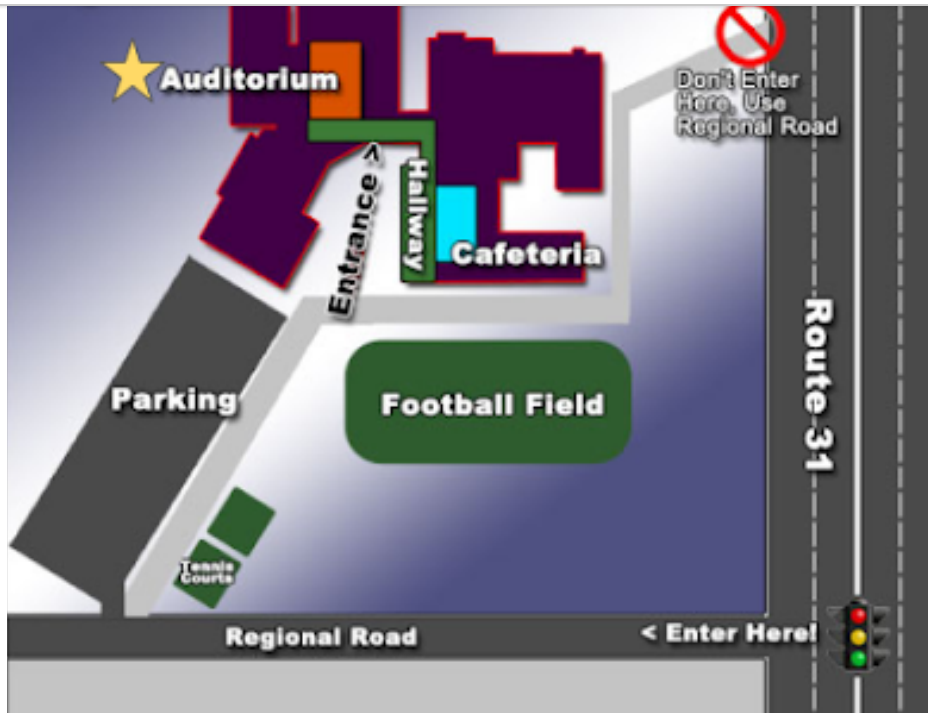 Auditorium
Don't Enter
Here, Use
Regional Road
Entrance >
Hallway
Cafeteria
Route 31
Parking
Football Field
Tennis
Courts
Regional Road
< Enter Here!